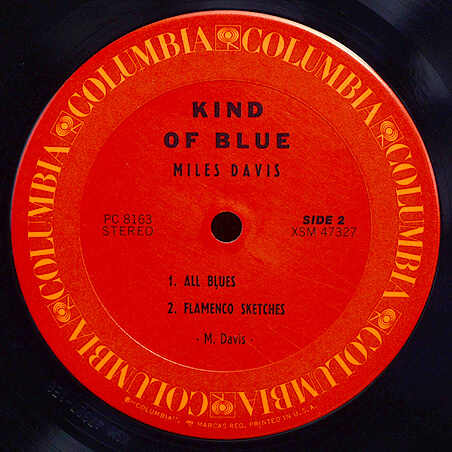 COLUMBIA COLUMBIA COLUMBIA COLUMBIA COLUMBIA COLUMBIA COLUMBIA
KIND
OF BLUE
MILES DAVIS
PC 8163 SIDE 2
STEREO XSM 47327
1. ALL BLUES
2. FLAMENCO SKETCHES
- M. Davis -
"COLUMBIA", MARCAS REG. PRINTED IN U.S.A.